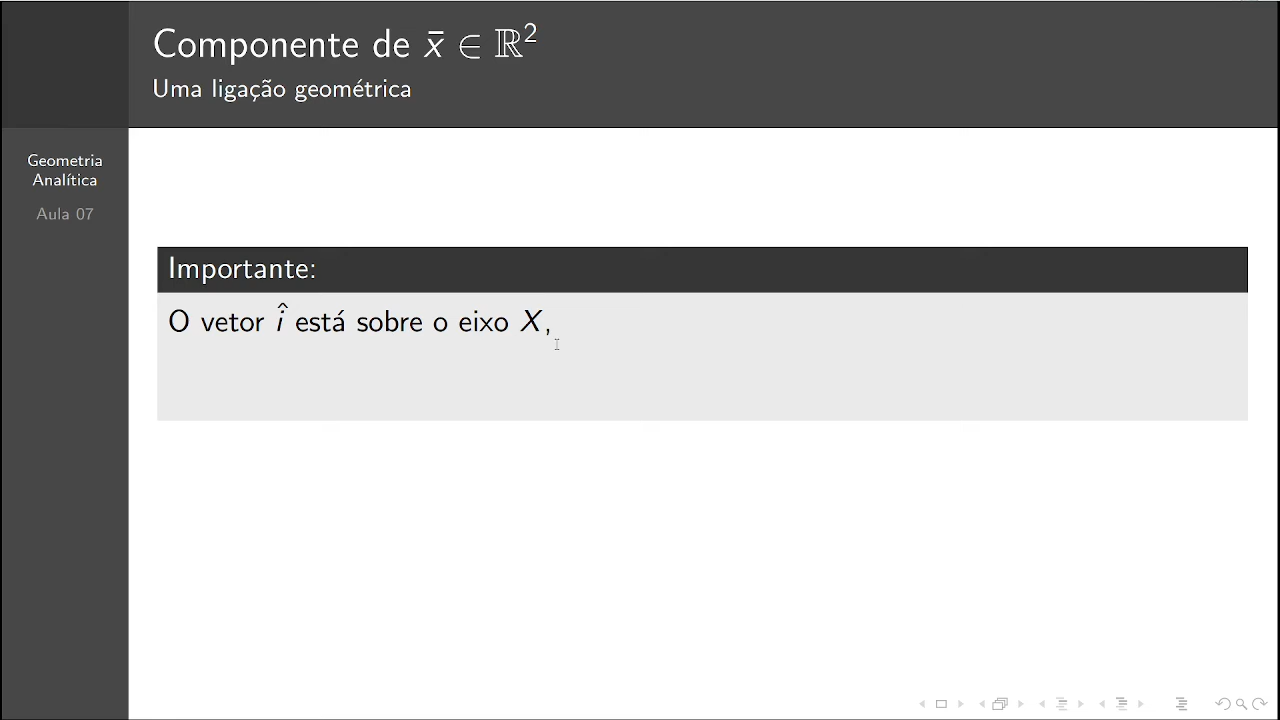 Componente de x̄ ∈ ℝ²
Uma ligação geométrica
Geometria
Analítica
Aula 07
Importante:
O vetor î está sobre o eixo X,